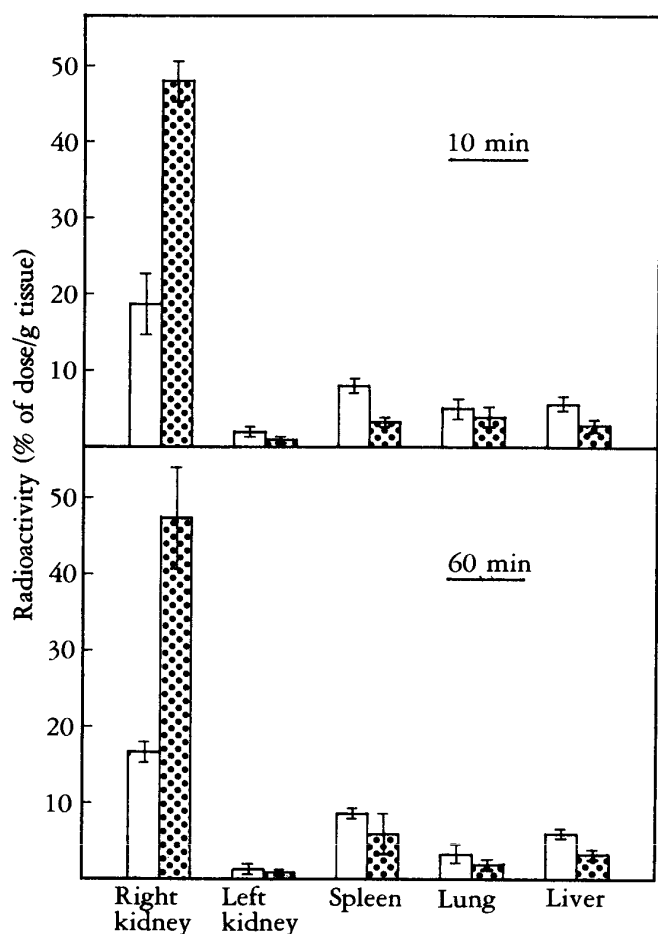 Radioactivity (% of dose/g tissue)
50
40
30
20
10
10 min
50
40
30
20
10
60 min
Right
kidney
Left
kidney
Spleen
Lung
Liver